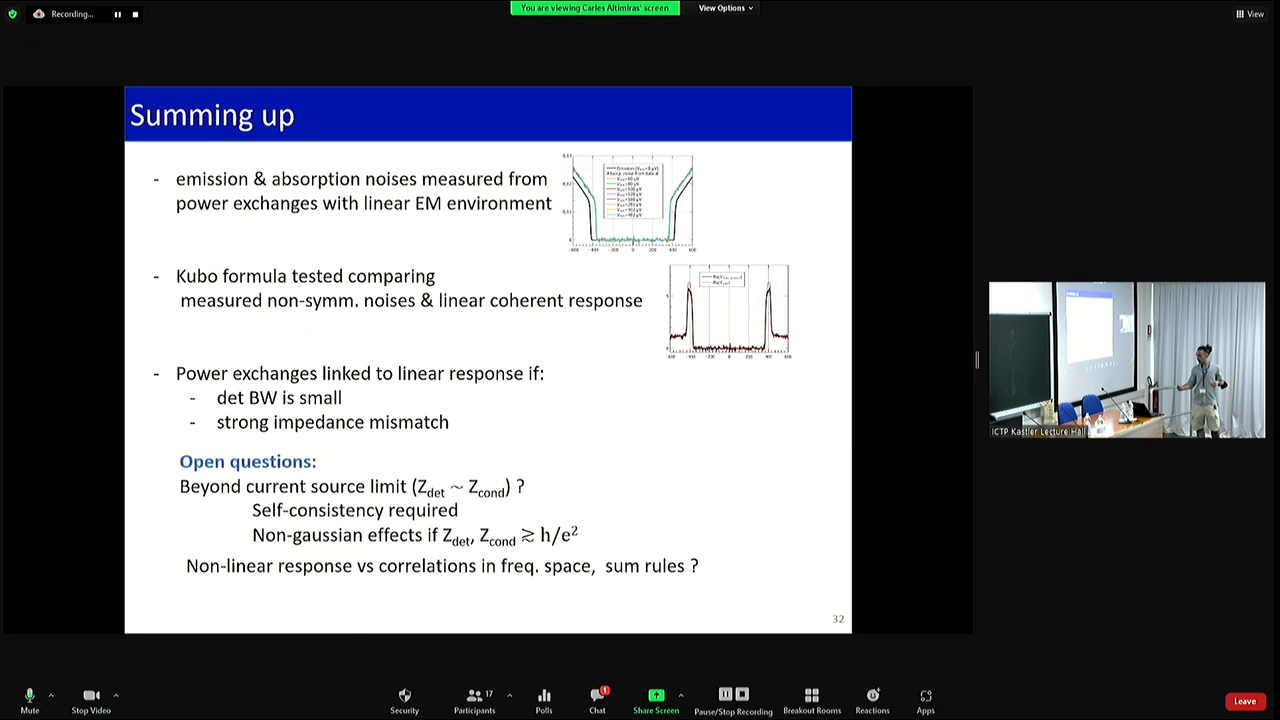 Recording...
You are viewing Carles Altimiras' screen
View Options
View
Summing up
- emission & absorption noises measured from
power exchanges with linear EM environment
- Kubo formula tested comparing
measured non-symm. noises & linear coherent response
- Power exchanges linked to linear response if:
- det BW is small
- strong impedance mismatch
Open questions:
Beyond current source limit (Z_det ~ Z_cond) ?
Self-consistency required
Non-gaussian effects if Z_det, Z_cond ≳ h/e²
Non-linear response vs correlations in freq. space, sum rules ?
32
ICTP Kastler Lecture Hall
Mute
Stop Video
Security
17
Participants
Polls
1
Chat
Share Screen
Pause/Stop Recording
Breakout Rooms
Reactions
Apps
Leave